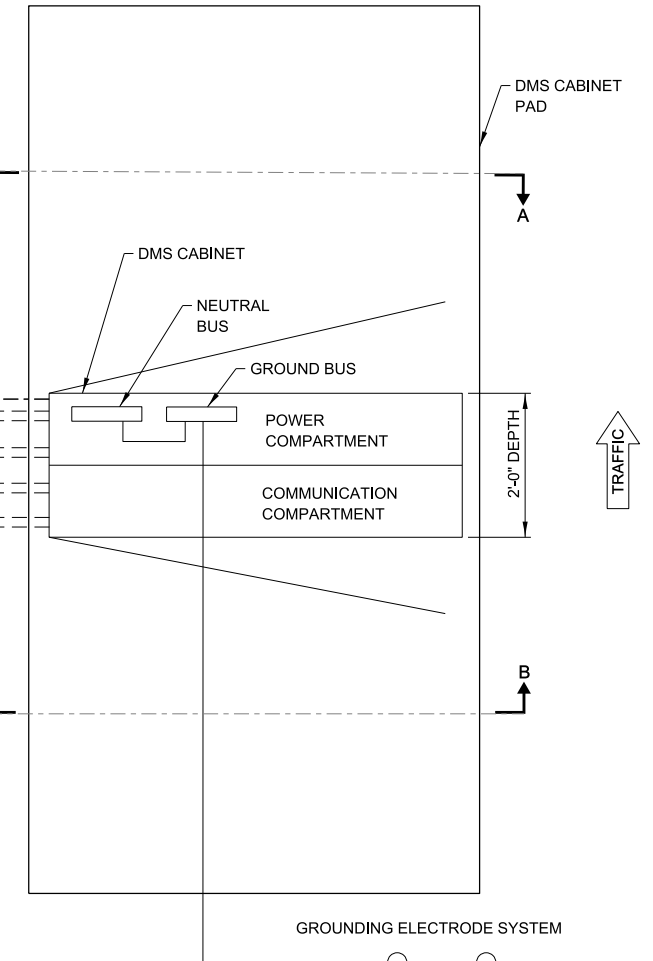 DMS CABINET
PAD
A
DMS CABINET
NEUTRAL
BUS
GROUND BUS
POWER
COMPARTMENT
2'-0" DEPTH
TRAFFIC
COMMUNICATION
COMPARTMENT
B
GROUNDING ELECTRODE SYSTEM